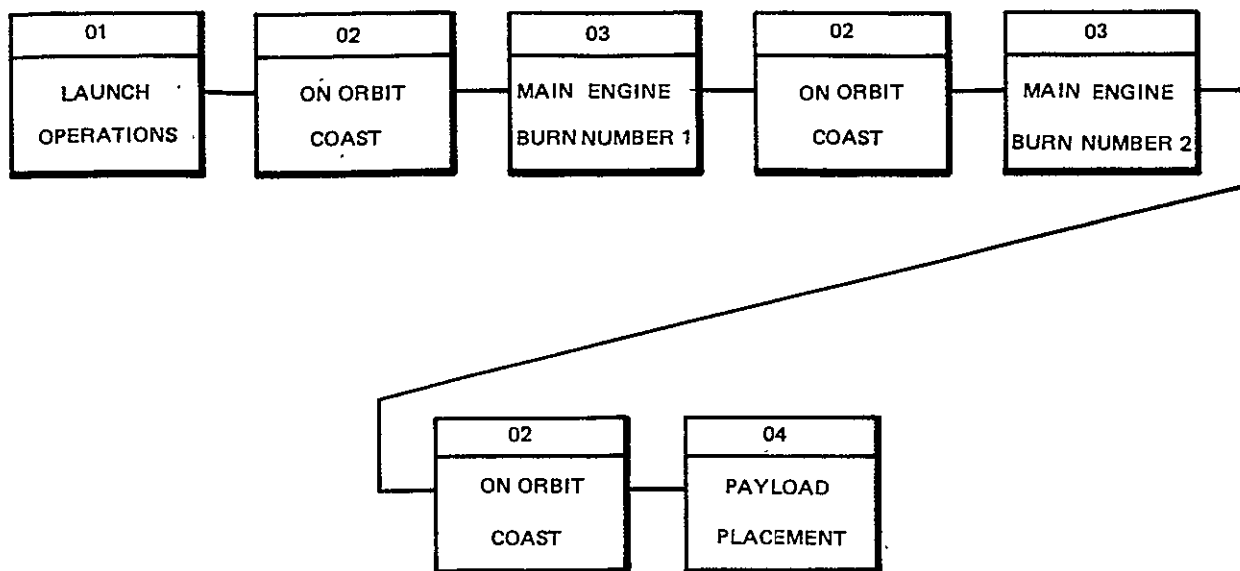 01
LAUNCH
OPERATIONS
02
ON ORBIT
COAST
03
MAIN ENGINE
BURN NUMBER 1
02
ON ORBIT
COAST
03
MAIN ENGINE
BURN NUMBER 2
02
ON ORBIT
COAST
04
PAYLOAD
PLACEMENT